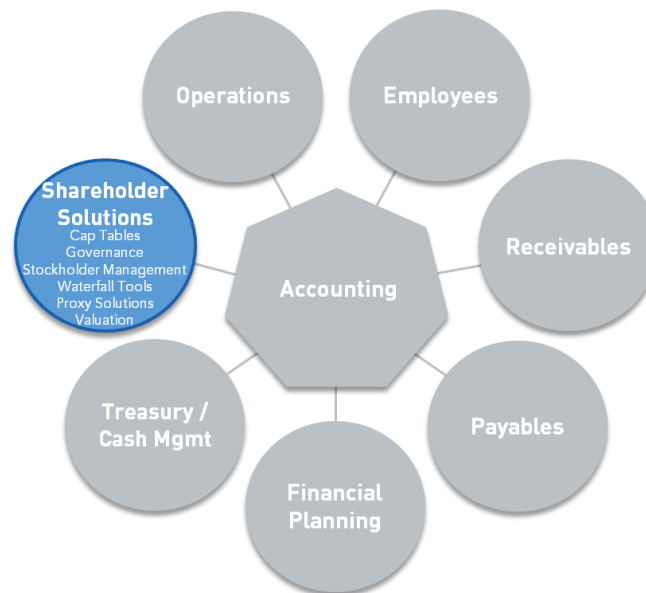 Operations
Employees
Shareholder
Solutions
Cap Tables
Governance
Stockholder Management
Waterfall Tools
Proxy Solutions
Valuation
Receivables
Accounting
Treasury /
Cash Mgmt
Payables
Financial
Planning